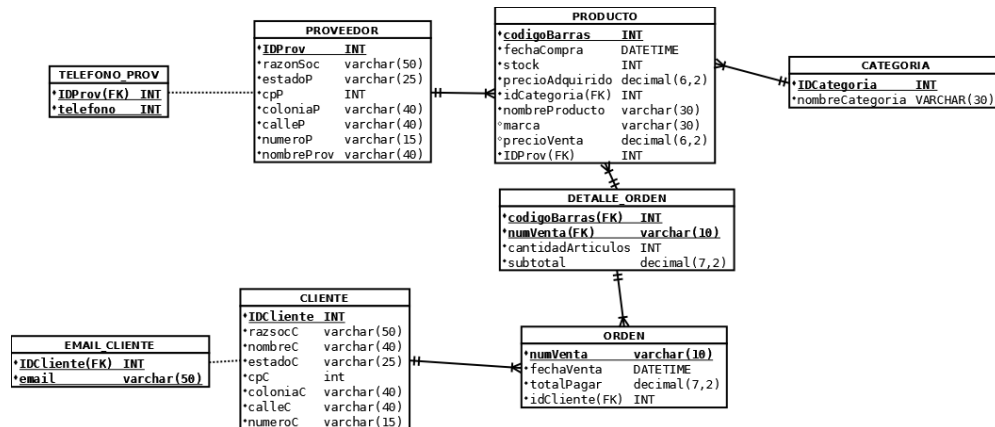 PRODUCTO
codigoBarras INT
fechaCompra DATETIME
stock INT
precioAdquirido decimal(6,2)
idCategoria(FK) INT
nombreProducto varchar(30)
marca varchar(30)
precioVenta decimal(6,2)
IDProv(FK) INT
PROVEEDOR
IDProv INT
razonSoc varchar(50)
estadoP varchar(25)
cpP INT
coloniaP varchar(40)
calleP varchar(40)
numeroP varchar(15)
nombreProv varchar(40)
TELEFONO_PROV
IDProv(FK) INT
telefono INT
CATEGORIA
IDCategoria INT
nombreCategoria VARCHAR(30)
DETALLE_ORDEN
codigoBarras(FK) INT
numVenta(FK) varchar(10)
cantidadArticulos INT
subtotal decimal(7,2)
CLIENTE
IDCliente INT
razsocC varchar(50)
nombreC varchar(40)
estadoC varchar(25)
cpC int
coloniaC varchar(40)
calleC varchar(40)
numeroC varchar(15)
EMAIL_CLIENTE
IDCliente(FK) INT
email varchar(50)
ORDEN
numVenta varchar(10)
fechaVenta DATETIME
totalPagar decimal(7,2)
idCliente(FK) INT